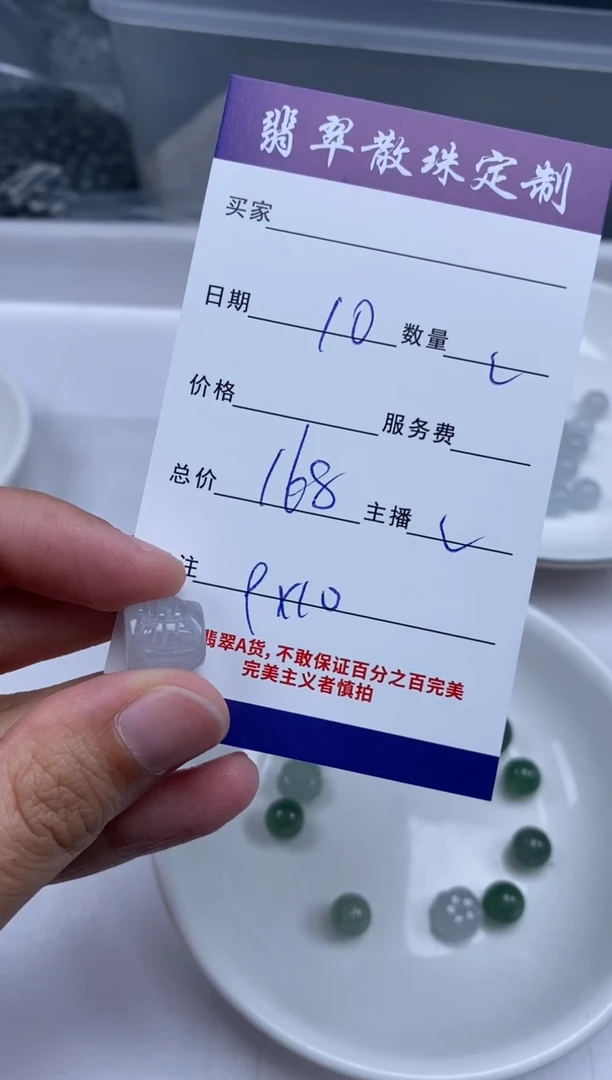 翡翠散珠定制
买家
日期 10 数量
价格 服务费
总价 168 主播
注
翡翠A货，不敢保证百分之百完美
完美主义者慎拍